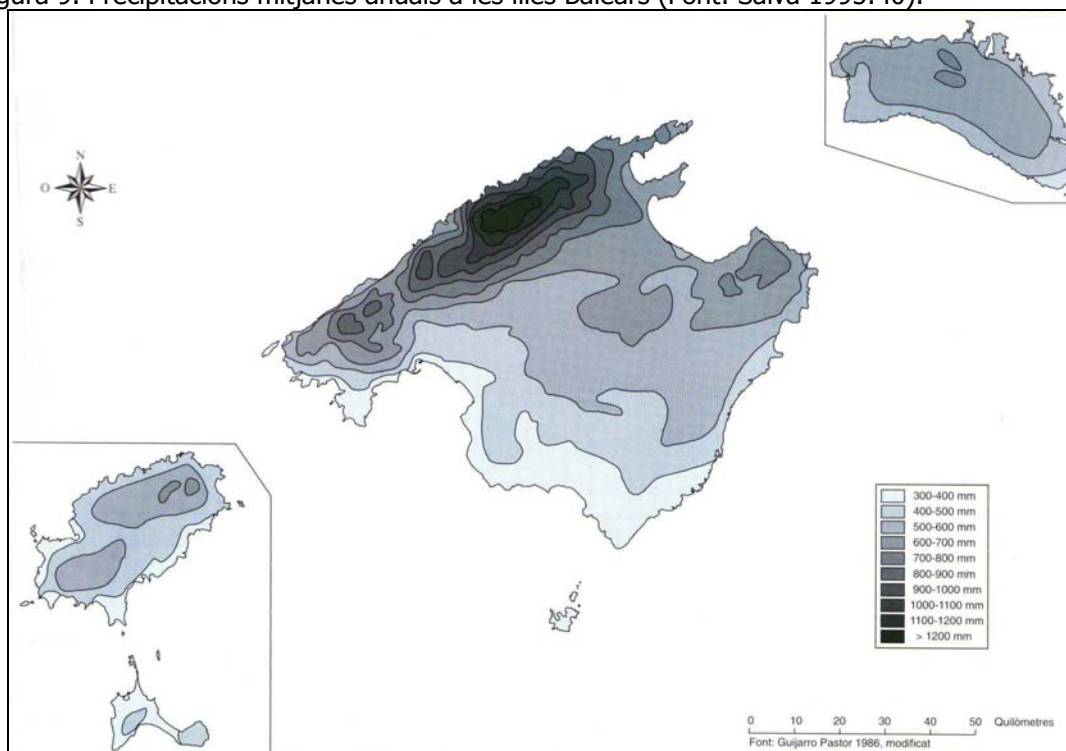 gura 9. Precipitacions mitjanes anuals a les illes Balears (Font: Salvà 1995:40).
N
O E
S
300-400 mm
400-500 mm
500-600 mm
600-700 mm
700-800 mm
800-900 mm
900-1000 mm
1000-1100 mm
1100-1200 mm
> 1200 mm
0 10 20 30 40 50 Quilòmetres
Font: Guijarro Pastor 1986, modificat